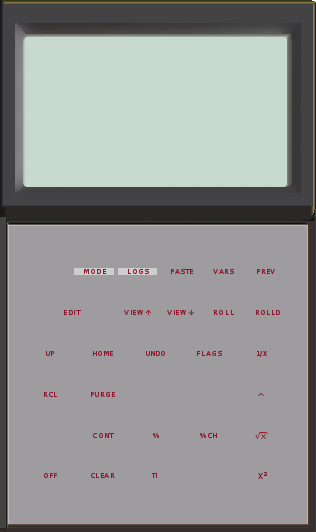 MODE LOGS PASTE VARS PREV
EDIT VIEW↑ VIEW↓ ROLL ROLLD
UP HOME UNDO FLAGS 1/X
RCL PURGE ^
CONT % %CH √x
OFF CLEAR π X²